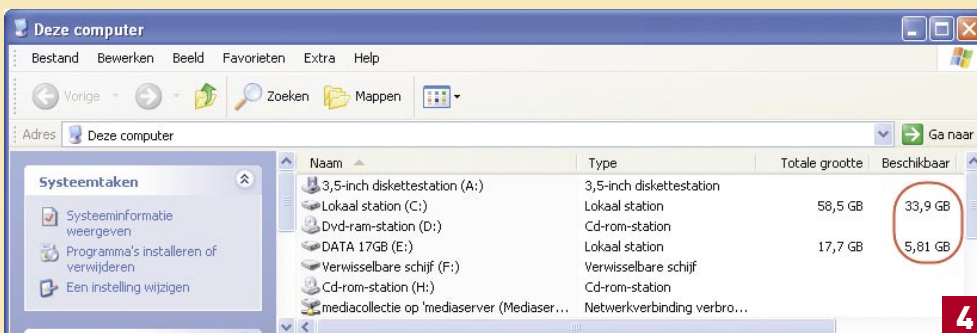 Deze computer
Bestand Bewerken Beeld Favorieten Extra Help
Vorige Zoeken Mappen
Adres Deze computer Ga naar
Naam Type Totale grootte Beschikbaar
Systeemtaken
Systeeminformatie
weergeven
Programma's installeren of
verwijderen
Een instelling wijzigen
3,5-inch diskettestation (A:) 3,5-inch diskettestation
Lokaal station (C:) Lokaal station 58,5 GB 33,9 GB
Dvd-ram-station (D:) Cd-rom-station
DATA 17GB (E:) Lokaal station 17,7 GB 5,81 GB
Verwisselbare schijf (F:) Verwisselbare schijf
Cd-rom-station (H:) Cd-rom-station
mediacollectie op 'mediaserver (Mediaser... Netwerkverbinding verbro...
4